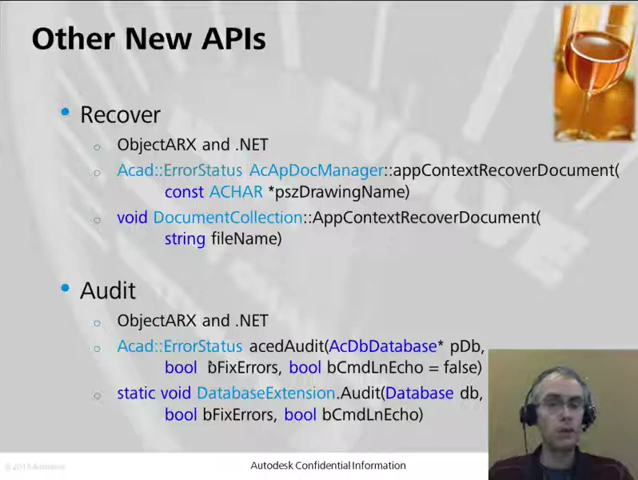 Other New APIs
• Recover
o ObjectARX and .NET
o Acad::ErrorStatus AcApDocManager::appContextRecoverDocument(
const ACHAR *pszDrawingName)
o void DocumentCollection::AppContextRecoverDocument(
string fileName)
• Audit
o ObjectARX and .NET
o Acad::ErrorStatus acedAudit(AcDbDatabase* pDb,
bool bFixErrors, bool bCmdLnEcho = false)
o static void DatabaseExtension.Audit(Database db,
bool bFixErrors, bool bCmdLnEcho)
EVOLVE
Autodesk Confidential Information